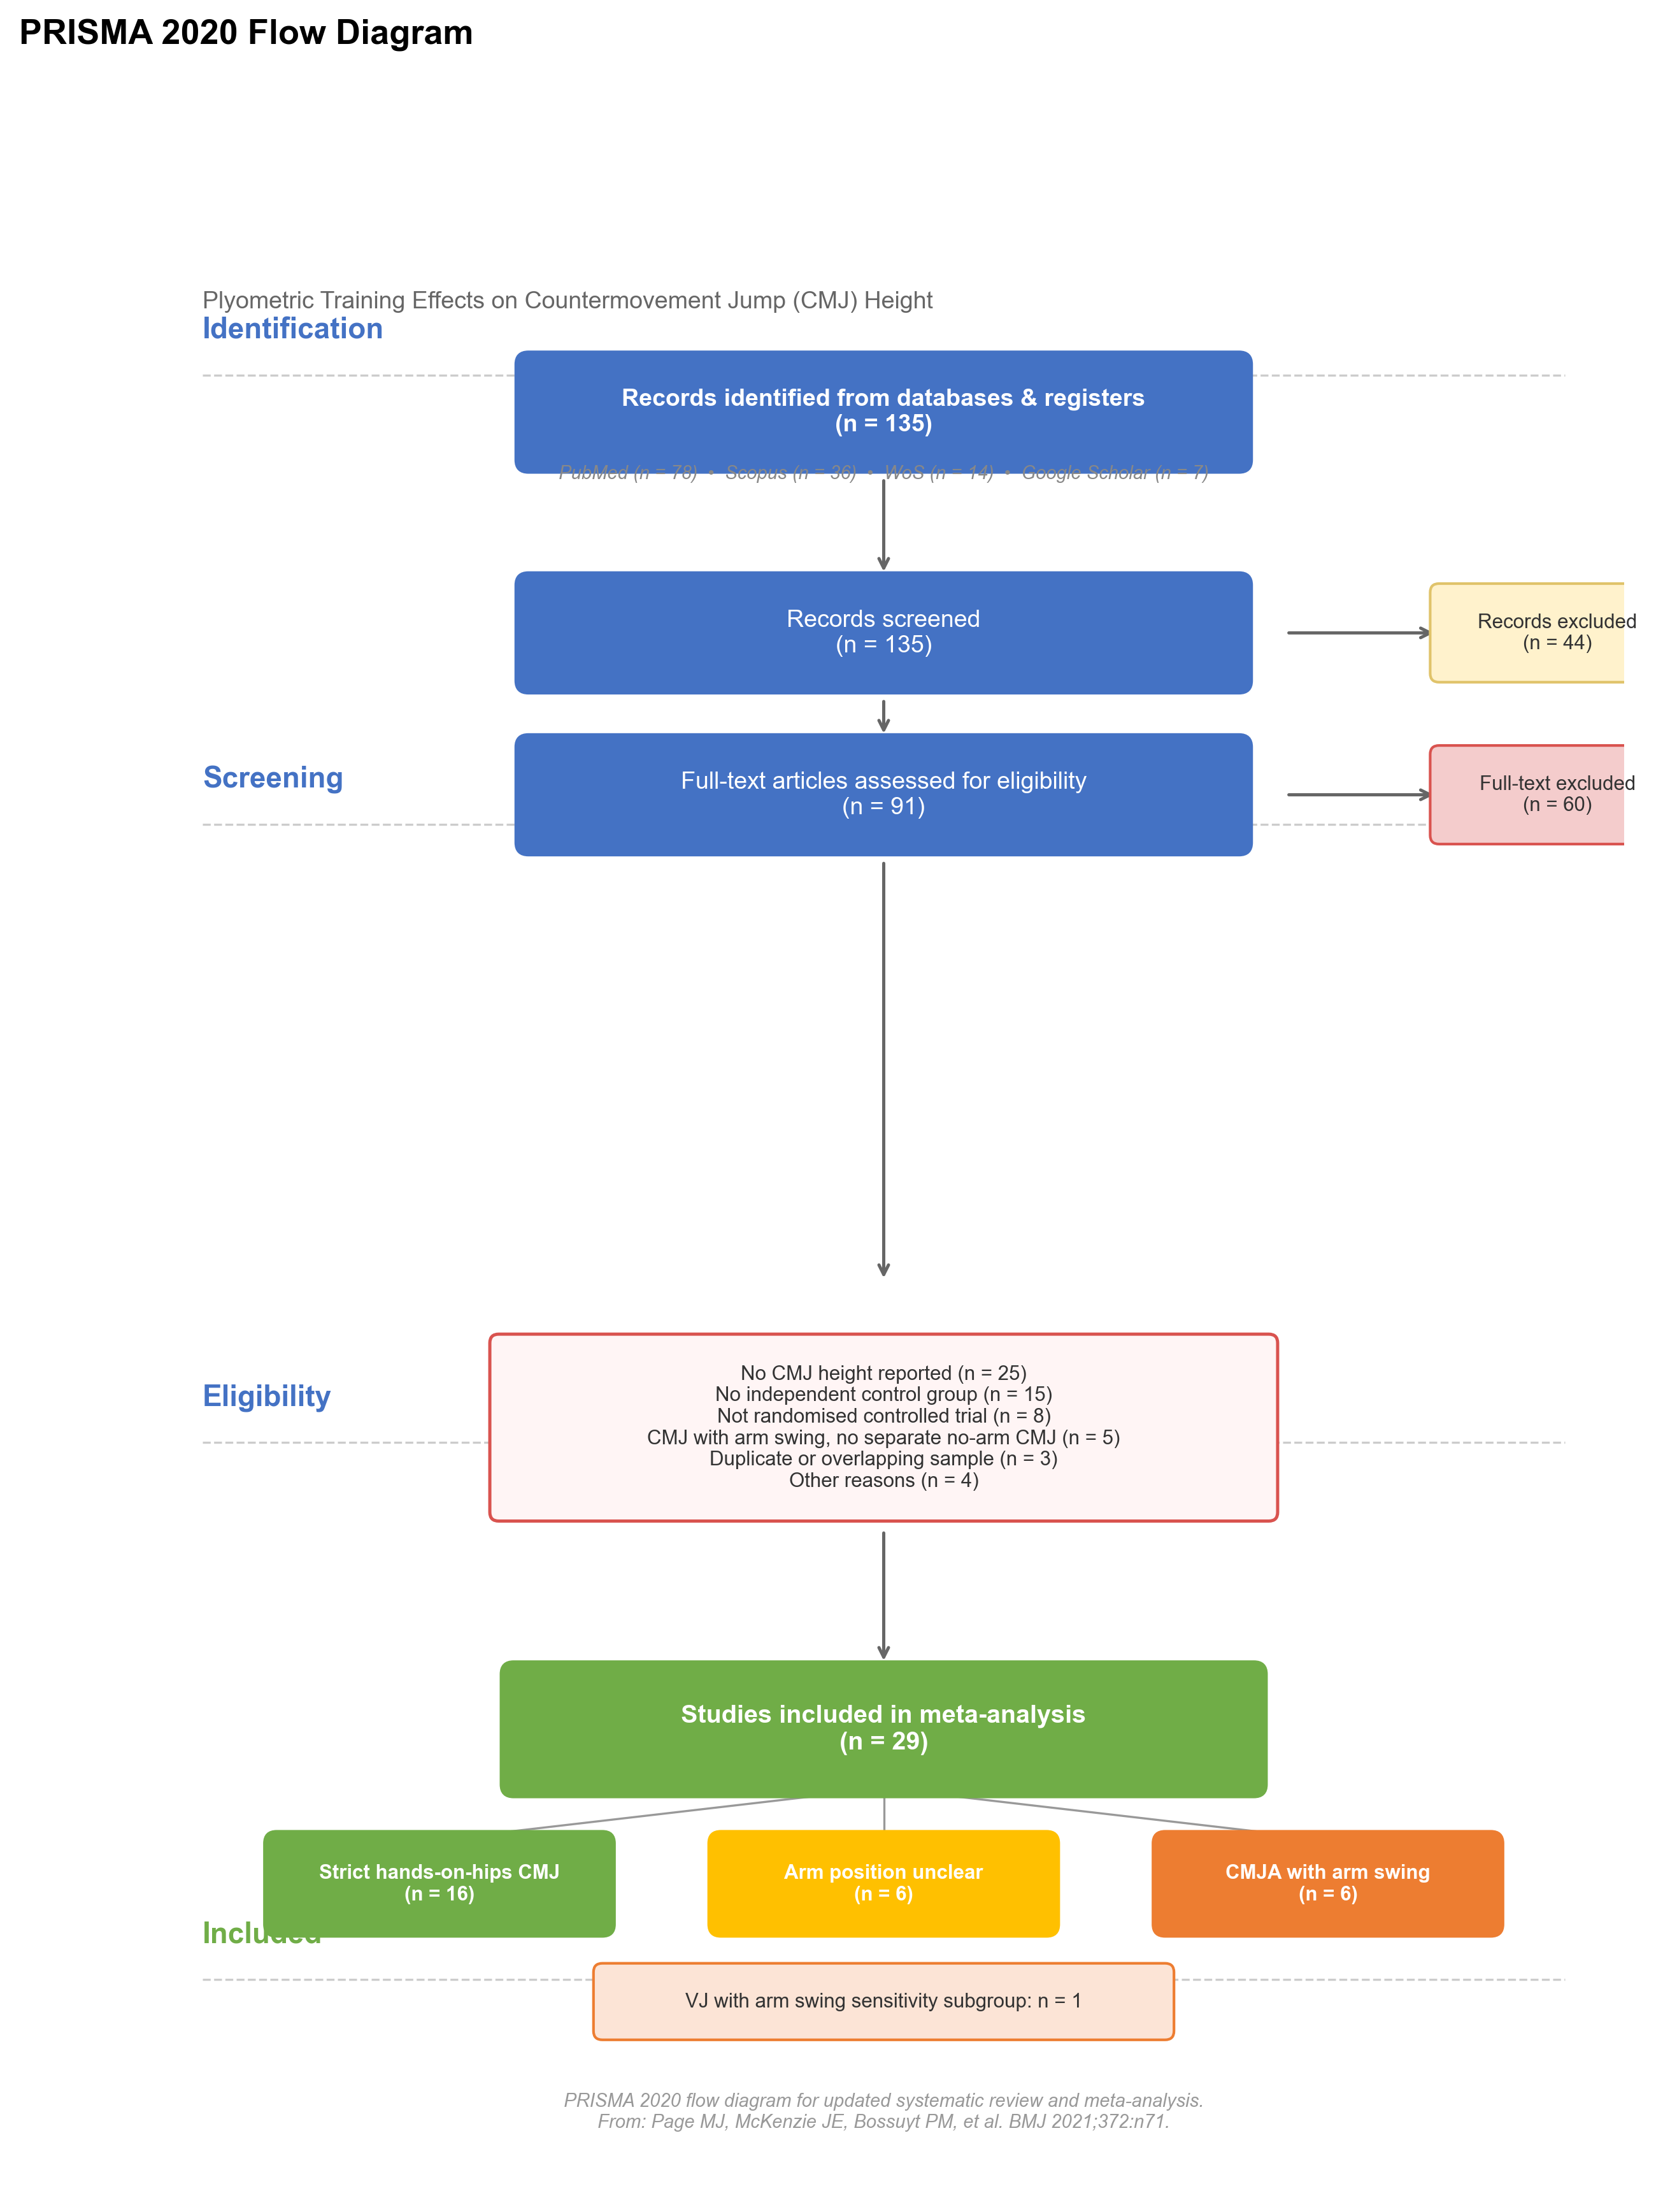 PRISMA 2020 Flow Diagram
Plyometric Training Effects on Countermovement Jump (CMJ) Height
Identification
Records identified from databases & registers
(n = 135)
PubMed (n = 78) • Scopus (n = 36) • WoS (n = 14) • Google Scholar (n = 7)
Records screened
(n = 135)
Records excluded
(n = 44)
Screening
Full-text articles assessed for eligibility
(n = 91)
Full-text excluded
(n = 60)
Eligibility
No CMJ height reported (n = 25)
No independent control group (n = 15)
Not randomised controlled trial (n = 8)
CMJ with arm swing, no separate no-arm CMJ (n = 5)
Duplicate or overlapping sample (n = 3)
Other reasons (n = 4)
Studies included in meta-analysis
(n = 29)
Strict hands-on-hips CMJ
(n = 16)
Arm position unclear
(n = 6)
CMJA with arm swing
(n = 6)
Included
VJ with arm swing sensitivity subgroup: n = 1
PRISMA 2020 flow diagram for updated systematic review and meta-analysis.
From: Page MJ, McKenzie JE, Bossuyt PM, et al. BMJ 2021;372:n71.